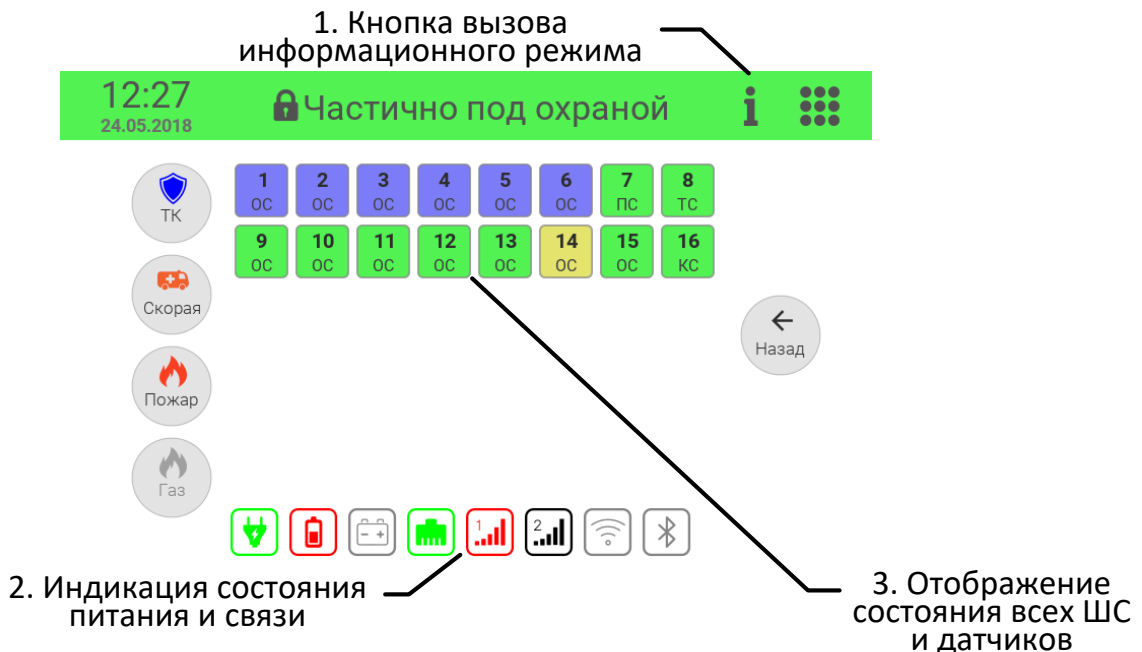 1. Кнопка вызова
информационного режима
12:27
24.05.2018
Частично под охраной
i
ТК
Скорая
Пожар
Газ
1 2 3 4 5 6 7 8
ОС ОС ОС ОС ОС ОС ПС ТС
9 10 11 12 13 14 15 16
ОС ОС ОС ОС ОС ОС ОС КС
Назад
1 2
2. Индикация состояния
питания и связи
3. Отображение
состояния всех ШС
и датчиков